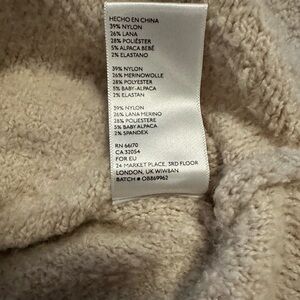 HECHO EN CHINA
39% NYLON
26% LANA
28% POLIÉSTER
5% ALPACA BEBÉ
2% ELASTANO
39% NYLON
26% MERINOWOLLE
28% POLYESTER
5% BABY-ALPACA
2% ELASTAN
39% NYLON
26% LANA MERINO
28% POLIESTERE
5% BABY ALPACA
2% SPANDEX
RN 66170
CA 32054
FOR EU
24 MARKET PLACE, 3RD FLOOR
LONDON, UK W1W8AN
BATCH # OB869962